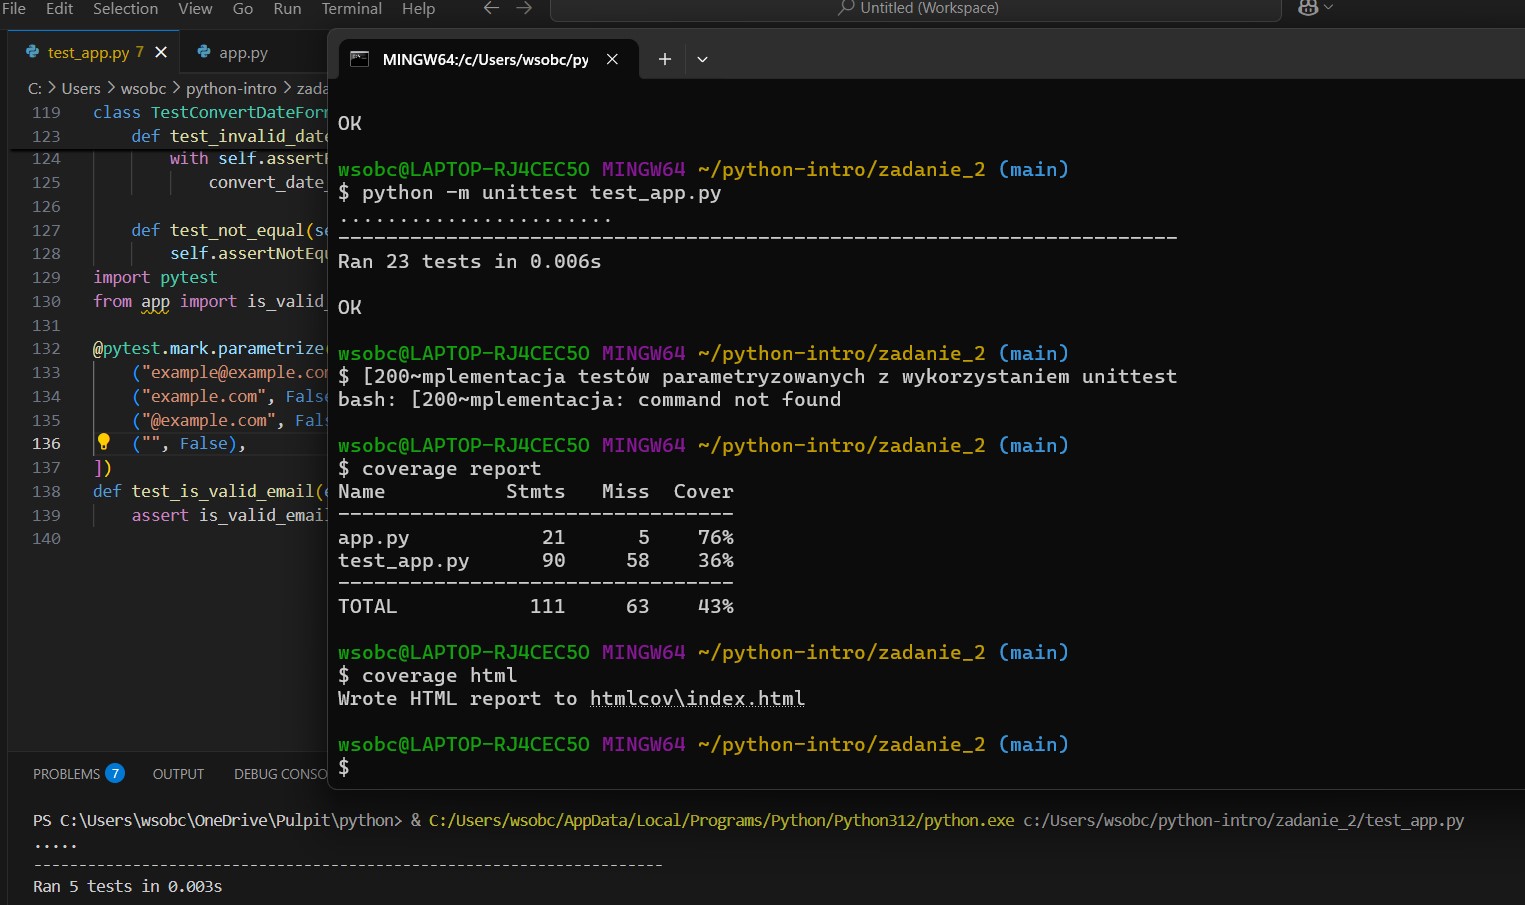 File Edit Selection View Go Run Terminal Help Untitled (Workspace)
test_app.py 7 app.py
C: > Users > wsobc > python-intro > zada
119 class TestConvertDateForm
123 def test_invalid_date
124 with self.assert
125 convert_date_
126
127 def test_not_equal(se
128 self.assertNotEqu
129 import pytest
130 from app import is_valid_
131
132 @pytest.mark.parametrize(
133 ("example@example.com
134 ("example.com", False
135 ("@example.com", Fals
136 ("", False),
137 ])
138 def test_is_valid_email(e
139 assert is_valid_email
140
PROBLEMS 7 OUTPUT DEBUG CONSO
PS C:\Users\wsobc\OneDrive\Pulpit\python> & C:/Users/wsobc/AppData/Local/Programs/Python/Python312/python.exe c:/Users/wsobc/python-intro/zadanie_2/test_app.py
.....
----------------------------------------------------------------------
Ran 5 tests in 0.003s
MINGW64:/c/Users/wsobc/py
OK
wsobc@LAPTOP-RJ4CEC5O MINGW64 ~/python-intro/zadanie_2 (main)
$ python -m unittest test_app.py
.......................
----------------------------------------------------------------------
Ran 23 tests in 0.006s
OK
wsobc@LAPTOP-RJ4CEC5O MINGW64 ~/python-intro/zadanie_2 (main)
$ [200~mplementacja testów parametryzowanych z wykorzystaniem unittest
bash: [200~mplementacja: command not found
wsobc@LAPTOP-RJ4CEC5O MINGW64 ~/python-intro/zadanie_2 (main)
$ coverage report
Name Stmts Miss Cover
---------------------------------
app.py 21 5 76%
test_app.py 90 58 36%
---------------------------------
TOTAL 111 63 43%
wsobc@LAPTOP-RJ4CEC5O MINGW64 ~/python-intro/zadanie_2 (main)
$ coverage html
Wrote HTML report to htmlcov\index.html
wsobc@LAPTOP-RJ4CEC5O MINGW64 ~/python-intro/zadanie_2 (main)
$